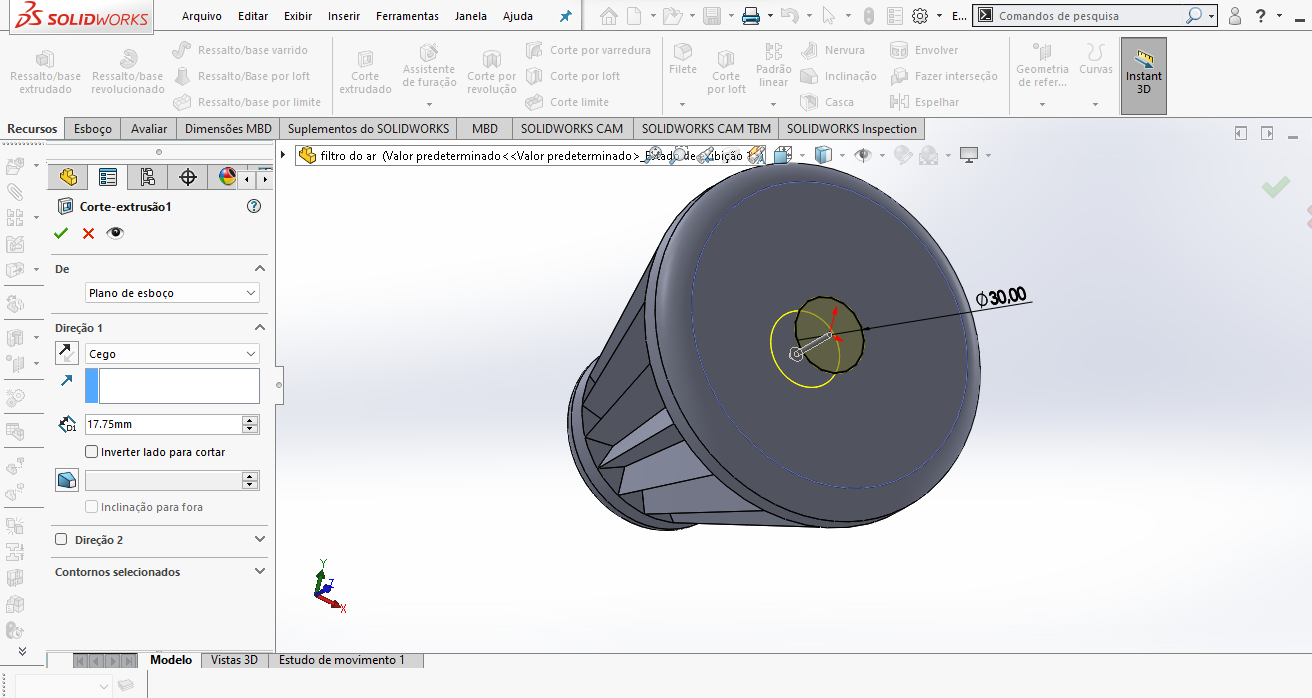 SOLIDWORKS
Arquivo Editar Exibir Inserir Ferramentas Janela Ajuda
E... Comandos de pesquisa ?
Ressalto/base extrudado
Ressalto/base revolucionado
Ressalto/base varrido
Ressalto/Base por loft
Ressalto/base por limite
Corte extrudado
Assistente de furação
Corte por revolução
Corte por varredura
Corte por loft
Corte limite
Filete
Corte por loft
Padrão linear
Nervura
Inclinação
Casca
Envolver
Fazer interseção
Espelhar
Geometria de refer...
Curvas
Instant 3D
Recursos Esboço Avaliar Dimensões MBD Suplementos do SOLIDWORKS MBD SOLIDWORKS CAM SOLIDWORKS CAM TBM SOLIDWORKS Inspection
filtro do ar (Valor predeterminado<<Valor predeterminado>_Estado de exibição
Corte-extrusão1
De
Plano de esboço
Direção 1
Cego
D1 17.75mm
Inverter lado para cortar
Inclinação para fora
Direção 2
Contornos selecionados
Ø30,00
Y
Z
X
Modelo Vistas 3D Estudo de movimento 1